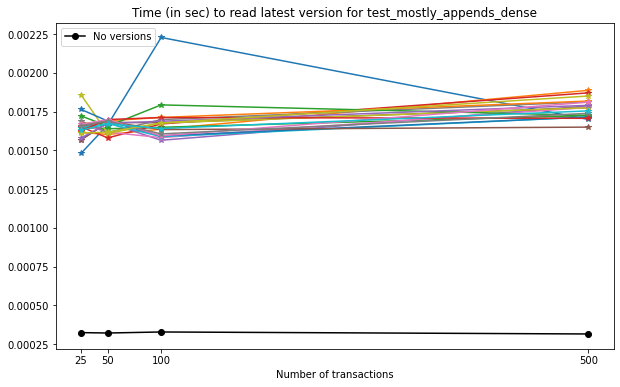 Time (in sec) to read latest version for test_mostly_appends_dense
No versions
0.00225
0.00200
0.00175
0.00150
0.00125
0.00100
0.00075
0.00050
0.00025
25 50 100 500
Number of transactions